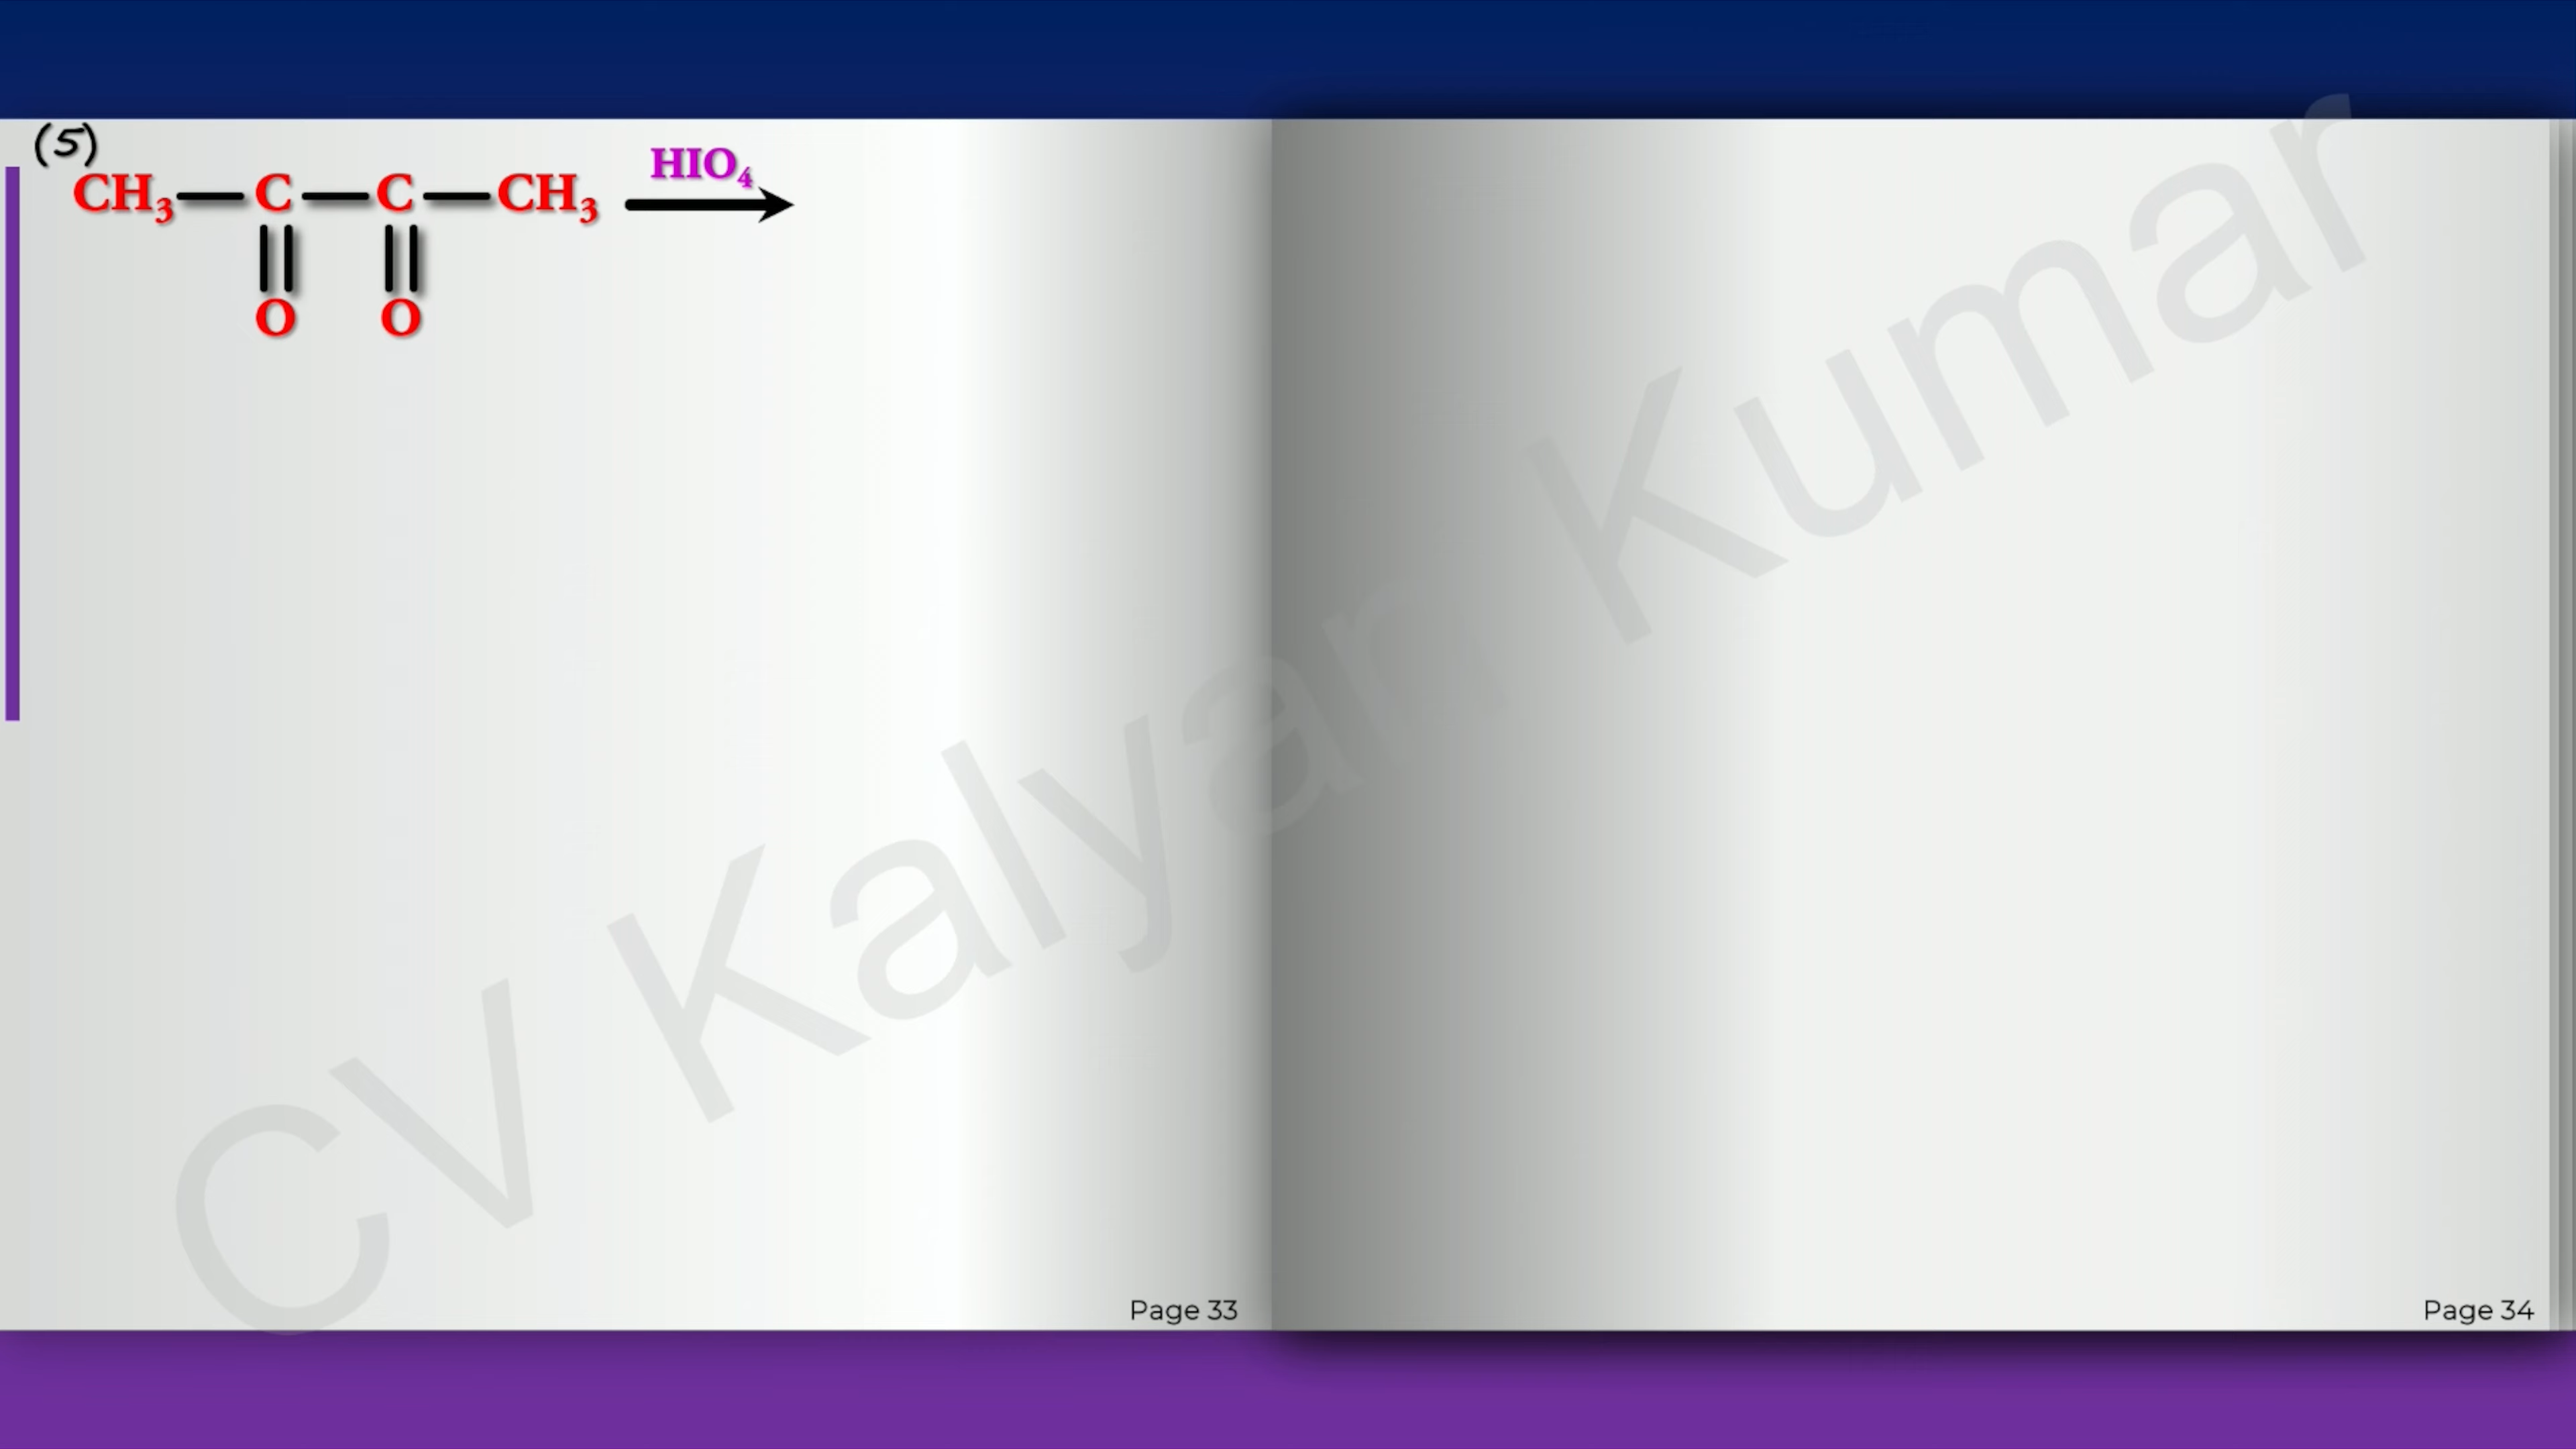 (5)
HIO₄
CH₃—C—C—CH₃
O O
CV Kalyan Kumar
Page 33
Page 34